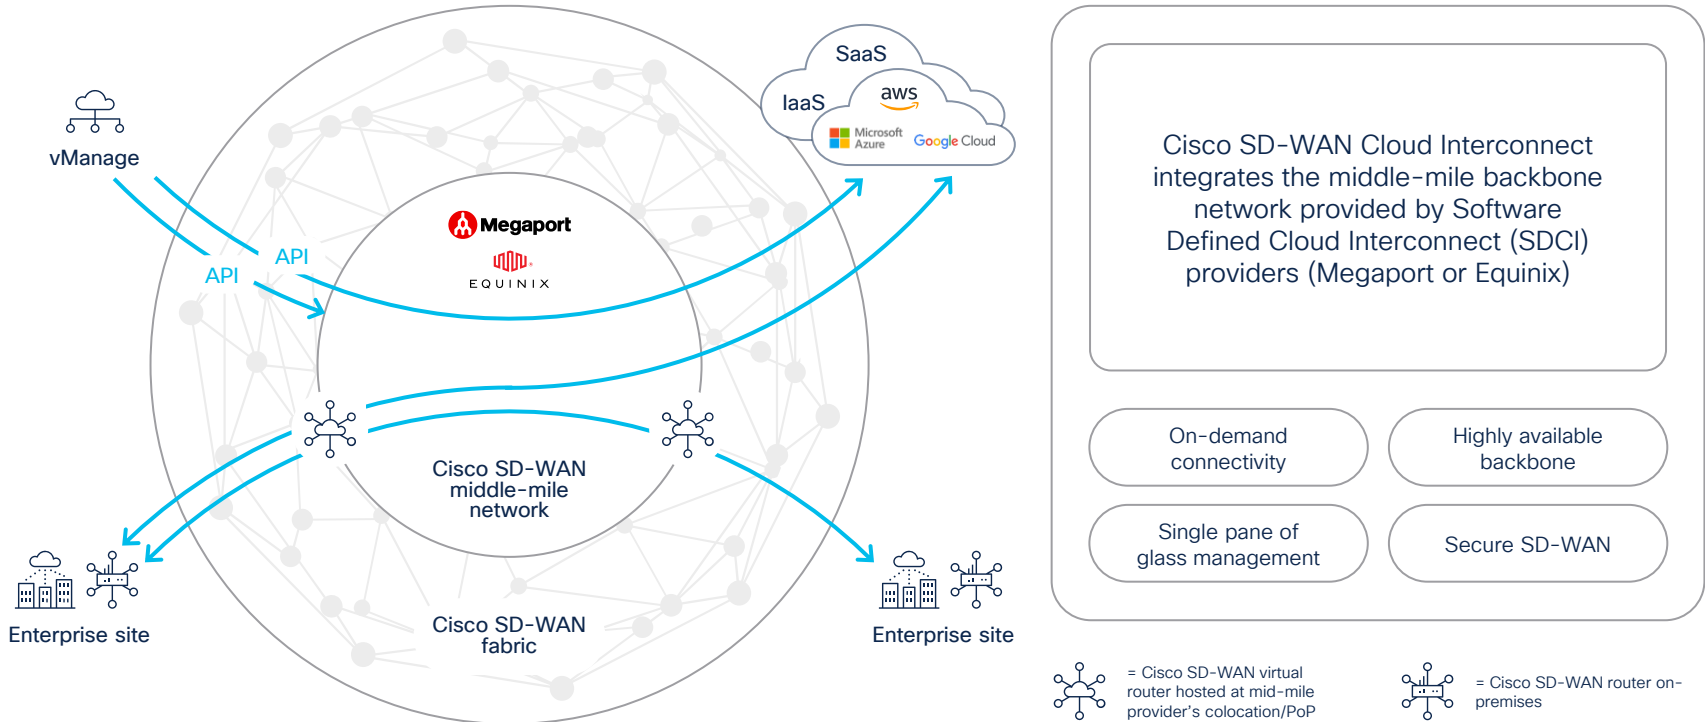 SaaS
IaaS
aws
Microsoft
Azure
Google Cloud
vManage
API
API
Megaport
EQUINIX
Cisco SD-WAN
middle-mile
network
Cisco SD-WAN
fabric
Enterprise site
Enterprise site
Cisco SD-WAN Cloud Interconnect
integrates the middle-mile backbone
network provided by Software
Defined Cloud Interconnect (SDCI)
providers (Megaport or Equinix)
On-demand
connectivity
Highly available
backbone
Single pane of
glass management
Secure SD-WAN
= Cisco SD-WAN virtual
router hosted at mid-mile
provider's colocation/PoP
= Cisco SD-WAN router on-
premises